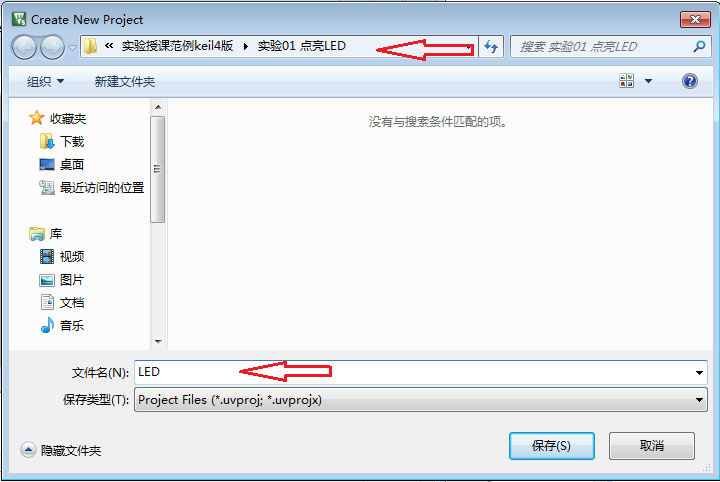 Create New Project
« 实验授课范例keil4版 ▸ 实验01 点亮LED
搜索 实验01 点亮LED
组织 新建文件夹
没有与搜索条件匹配的项。
收藏夹
下载
桌面
最近访问的位置
库
视频
图片
文档
音乐
文件名(N): LED
保存类型(T): Project Files (*.uvproj; *.uvprojx)
隐藏文件夹
保存(S) 取消